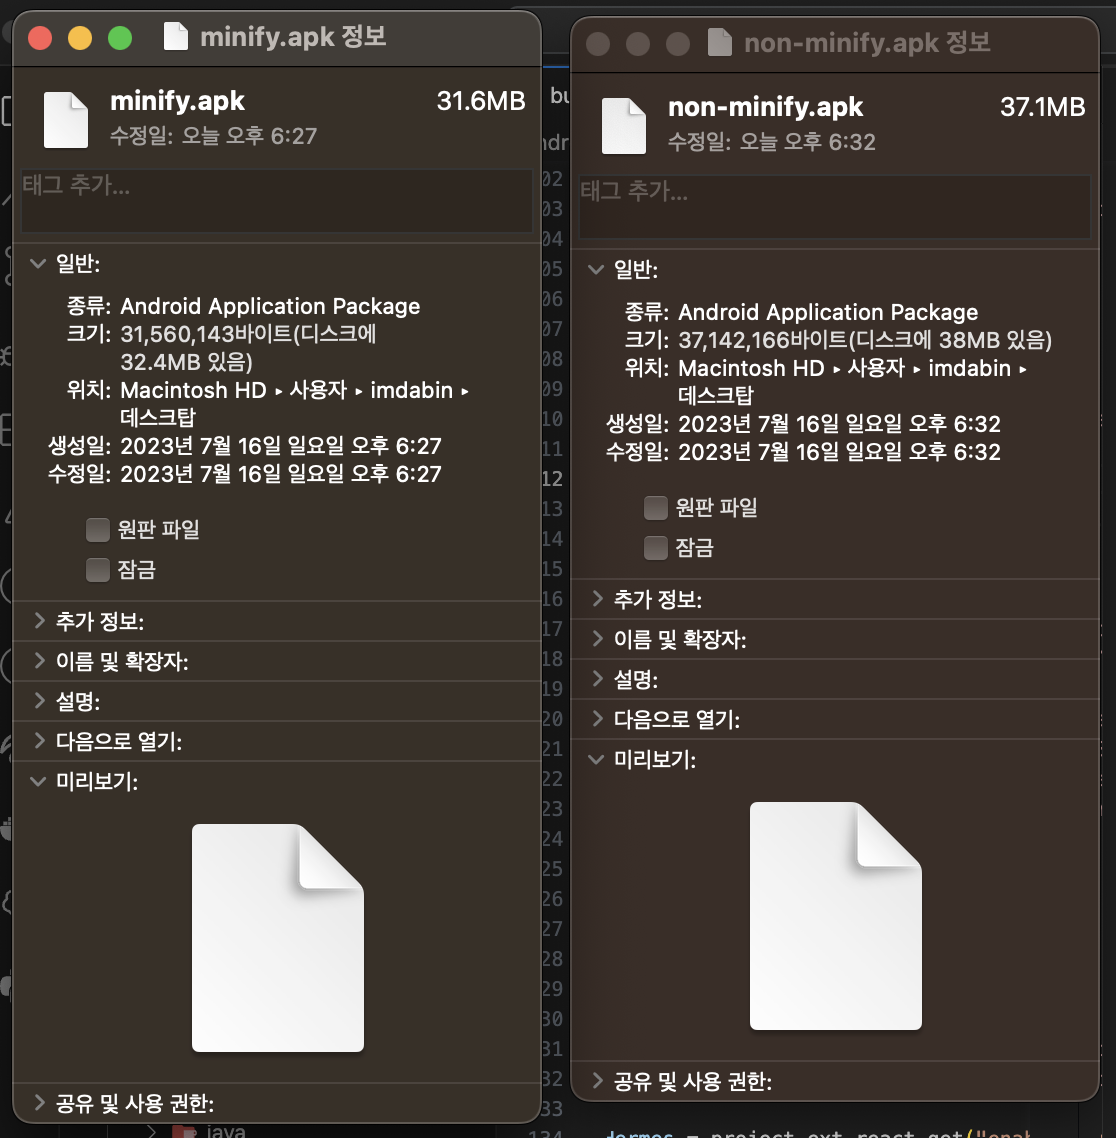 minify.apk 정보
minify.apk 31.6MB
수정일: 오늘 오후 6:27
태그 추가...
일반:
종류: Android Application Package
크기: 31,560,143바이트(디스크에
32.4MB 있음)
위치: Macintosh HD ▸ 사용자 ▸ imdabin ▸
데스크탑
생성일: 2023년 7월 16일 일요일 오후 6:27
수정일: 2023년 7월 16일 일요일 오후 6:27
원판 파일
잠금
추가 정보:
이름 및 확장자:
설명:
다음으로 열기:
미리보기:
공유 및 사용 권한:
java
bu
02
03
04
05
06
07
08
09
10
11
12
13
14
15
16
17
18
19
20
21
22
23
24
25
26
27
28
29
30
31
32
33
134
non-minify.apk 정보
non-minify.apk 37.1MB
수정일: 오늘 오후 6:32
태그 추가...
일반:
종류: Android Application Package
크기: 37,142,166바이트(디스크에 38MB 있음)
위치: Macintosh HD ▸ 사용자 ▸ imdabin ▸
데스크탑
생성일: 2023년 7월 16일 일요일 오후 6:32
수정일: 2023년 7월 16일 일요일 오후 6:32
원판 파일
잠금
추가 정보:
이름 및 확장자:
설명:
다음으로 열기:
미리보기:
공유 및 사용 권한:
= project.ext.react.get(